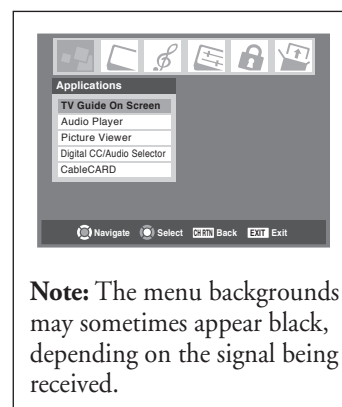 Applications
TV Guide On Screen
Audio Player
Picture Viewer
Digital CC/Audio Selector
CableCARD
Navigate Select CH RTN Back EXIT Exit
Note: The menu backgrounds
may sometimes appear black,
depending on the signal being
received.